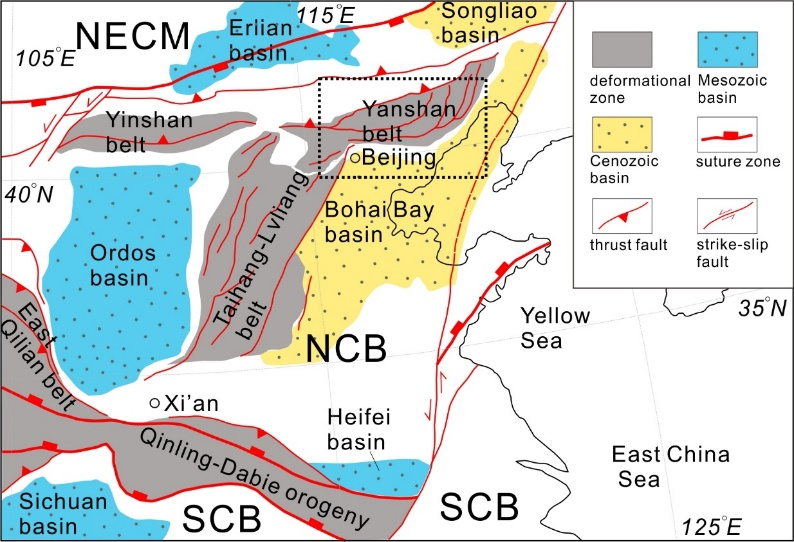 115°E
Songliao
basin
Erlian
basin
NECM
105°E
deformational
zone
Mesozoic
basin
Yinshan
belt
Yanshan
belt
Beijing
Cenozoic
basin
suture zone
40°N
Bohai Bay
basin
Taihang-Lvliang
belt
Ordos
basin
thrust fault
strike-slip
fault
35°N
Yellow
Sea
East
Qilian belt
NCB
Xi'an
Heifei
basin
Qinling-Dabie orogeny
East China
Sea
Sichuan
basin
SCB
SCB
125°E